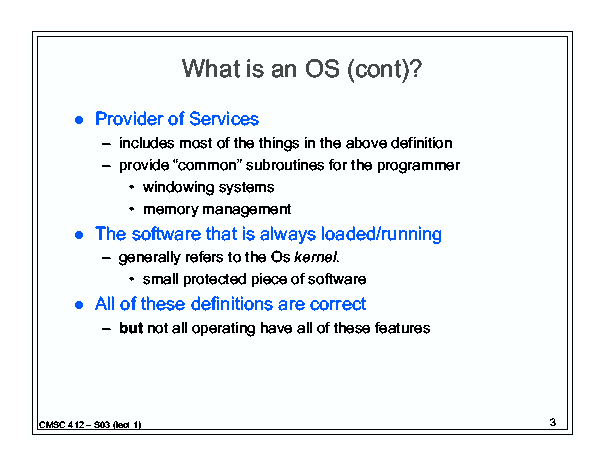 What is an OS (cont)?
● Provider of Services
– includes most of the things in the above definition
– provide “common” subroutines for the programmer
• windowing systems
• memory management
● The software that is always loaded/running
– generally refers to the Os kernel.
• small protected piece of software
● All of these definitions are correct
– but not all operating have all of these features
CMSC 412 – S03 (lect 1)
3